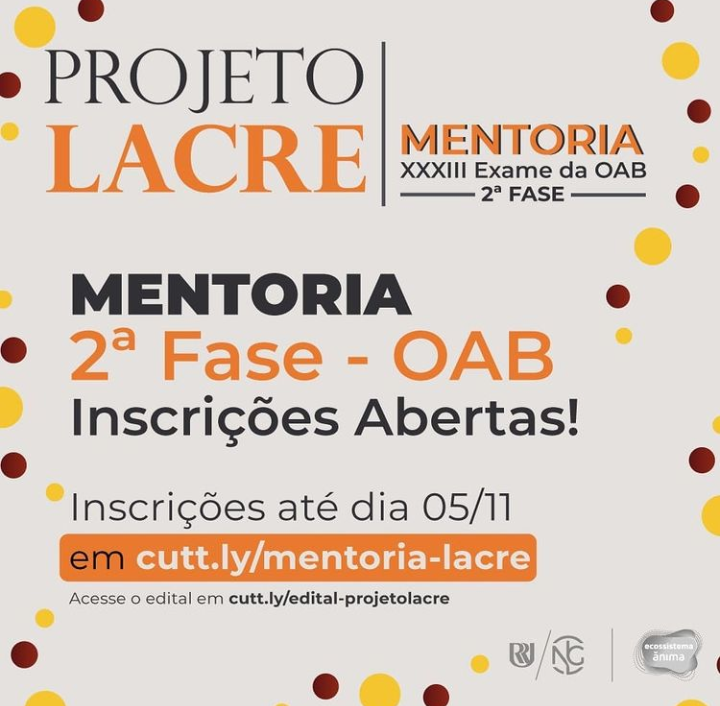 PROJETO
LACRE
MENTORIA
XXXIII Exame da OAB
2ª FASE
MENTORIA
2ª Fase - OAB
Inscrições Abertas!
Inscrições até dia 05/11
em cutt.ly/mentoria-lacre
Acesse o edital em cutt.ly/edital-projetolacre
ecossistema
ânima